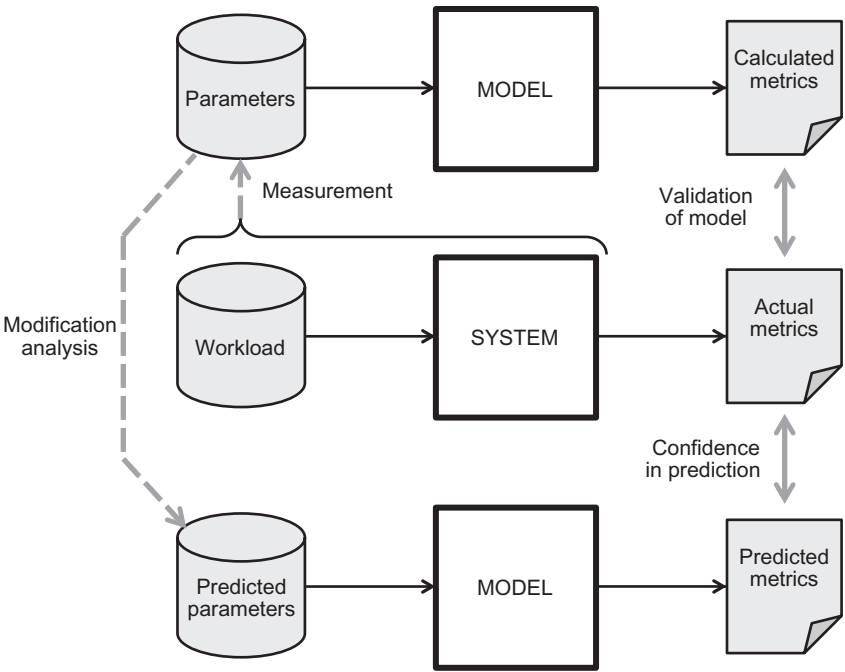 Parameters
MODEL
Calculated
metrics
Measurement
Validation
of model
Modification
analysis
Workload
SYSTEM
Actual
metrics
Confidence
in prediction
Predicted
parameters
MODEL
Predicted
metrics